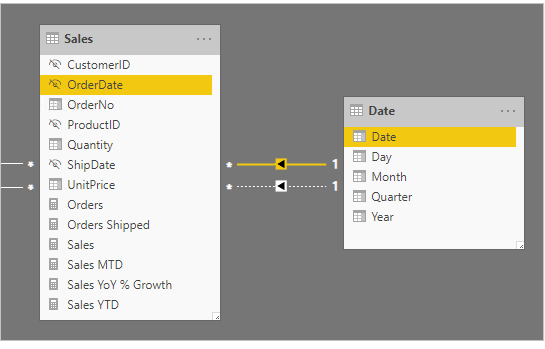 Sales ...
CustomerID
OrderDate
OrderNo
ProductID
Quantity
ShipDate
UnitPrice
Orders
Orders Shipped
Sales
Sales MTD
Sales YoY % Growth
Sales YTD
*
*
*
1
*
1
Date ...
Date
Day
Month
Quarter
Year